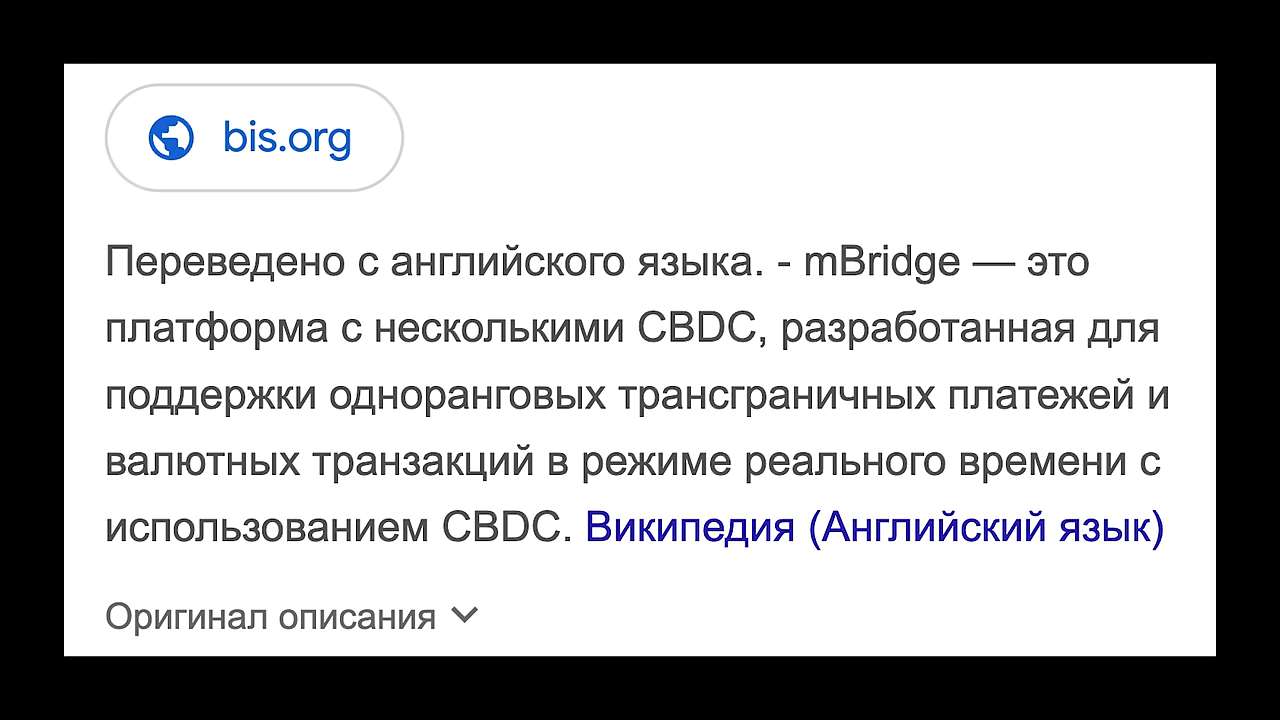 bis.org
Переведено с английского языка. - mBridge — это
платформа с несколькими CBDC, разработанная для
поддержки одноранговых трансграничных платежей и
валютных транзакций в режиме реального времени с
использованием CBDC. Википедия (Английский язык)
Оригинал описания